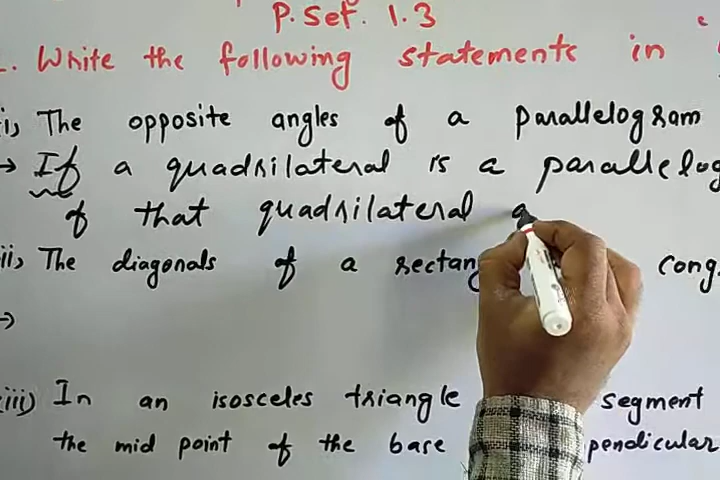 P. Set. 1.3
1. Write the following statements in
i, The opposite angles of a parallelogram
→ If a quadrilateral is a parallelog
of that quadrilateral a
ii, The diagonals of a rectang cong.
→
iii) In an isosceles triangle segment
the mid point of the base pendicular